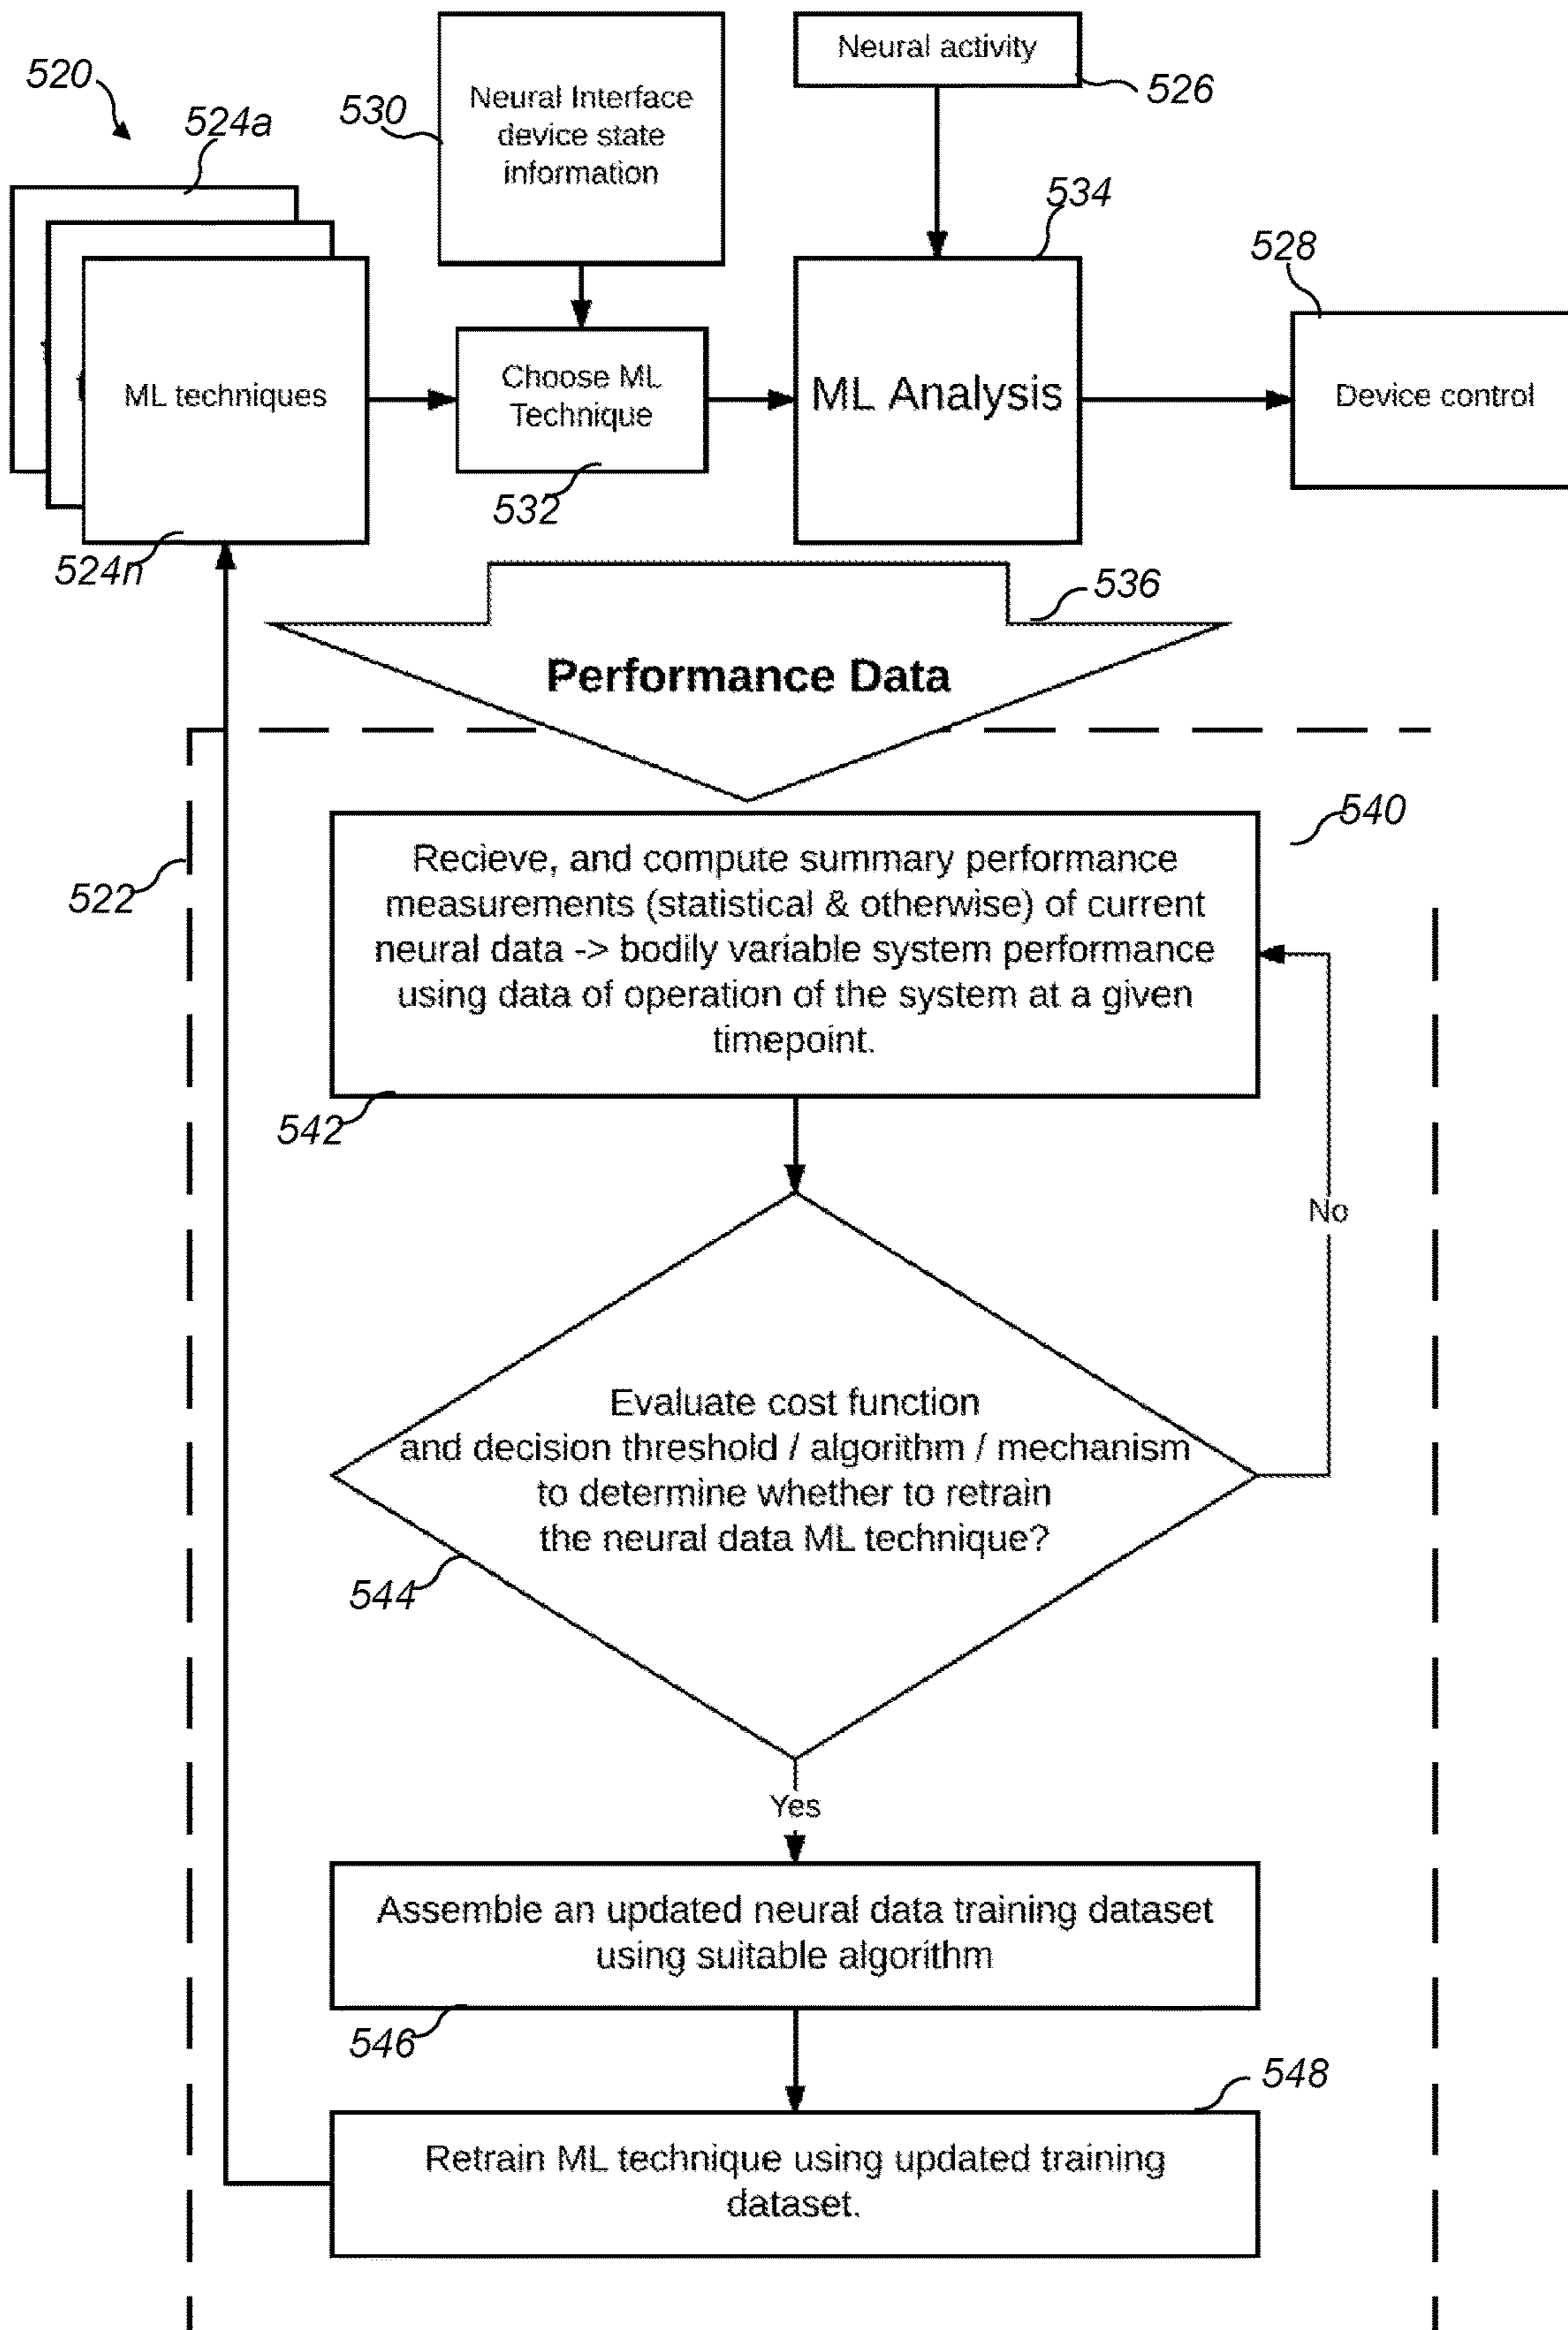 520
524a
530
Neural Interface
device state
information
Neural activity
526
534
528
ML techniques
Choose ML
Technique
ML Analysis
Device control
532
524n
536
Performance Data
540
522
Recieve, and compute summary performance
measurements (statistical & otherwise) of current
neural data -> bodily variable system performance
using data of operation of the system at a given
timepoint.
542
No
Evaluate cost function
and decision threshold / algorithm / mechanism
to determine whether to retrain
the neural data ML technique?
544
Yes
Assemble an updated neural data training dataset
using suitable algorithm
546
548
Retrain ML technique using updated training
dataset.